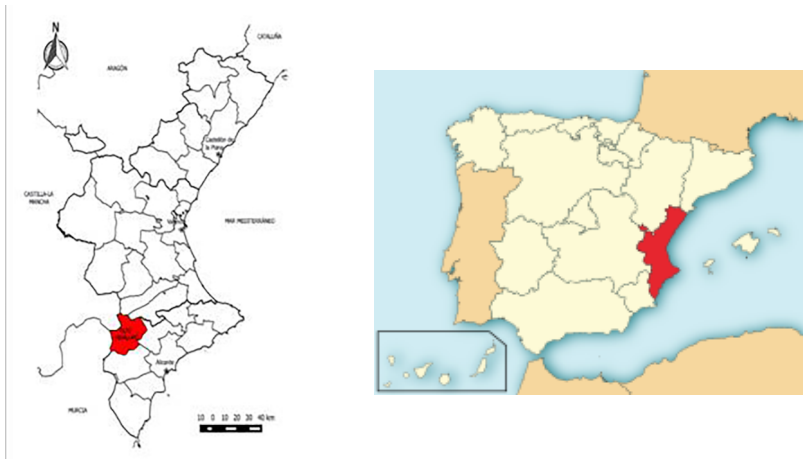 N
CATALUÑA
ARAGÓN
Castellón de
la Plana
CASTILLA-LA
MANCHA
MAR MEDITERRÁNEO
Alicante
MURCIA
10 0 10 20 30 40 km